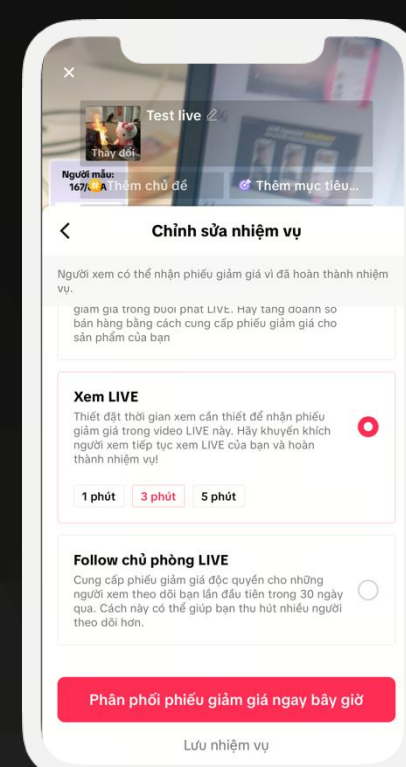 Test live
Thay đổi
Người mẫu:
167/ A
Thêm chủ đề
Thêm mục tiêu...
Chỉnh sửa nhiệm vụ
Người xem có thể nhận phiếu giảm giá vì đã hoàn thành nhiệm
vụ.
giảm giá trong buổi phát LIVE. Hãy tăng doanh số
bán hàng bằng cách cung cấp phiếu giảm giá cho
sản phẩm của bạn
Xem LIVE
Thiết đặt thời gian xem cần thiết để nhận phiếu
giảm giá trong video LIVE này. Hãy khuyến khích
người xem tiếp tục xem LIVE của bạn và hoàn
thành nhiệm vụ!
1 phút 3 phút 5 phút
Follow chủ phòng LIVE
Cung cấp phiếu giảm giá độc quyền cho những
người xem theo dõi bạn lần đầu tiên trong 30 ngày
qua. Cách này có thể giúp bạn thu hút nhiều người
theo dõi hơn.
Phân phối phiếu giảm giá ngay bây giờ
Lưu nhiệm vụ